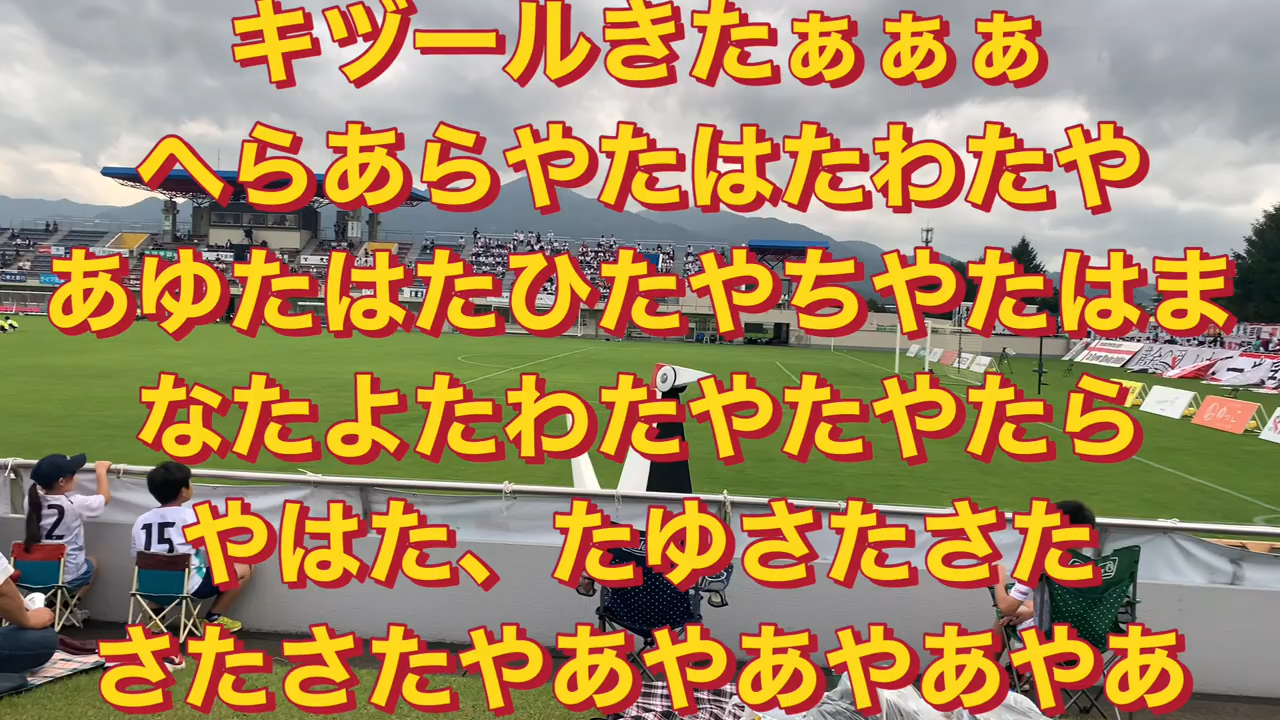 キヅールきたぁぁぁ
へらあらやたはたわたや
あゆたはたひたやちやたはま
なたよたわたやたやたら
やはた、たゆさたさた
さたさたやあやあやあやあ
2
15